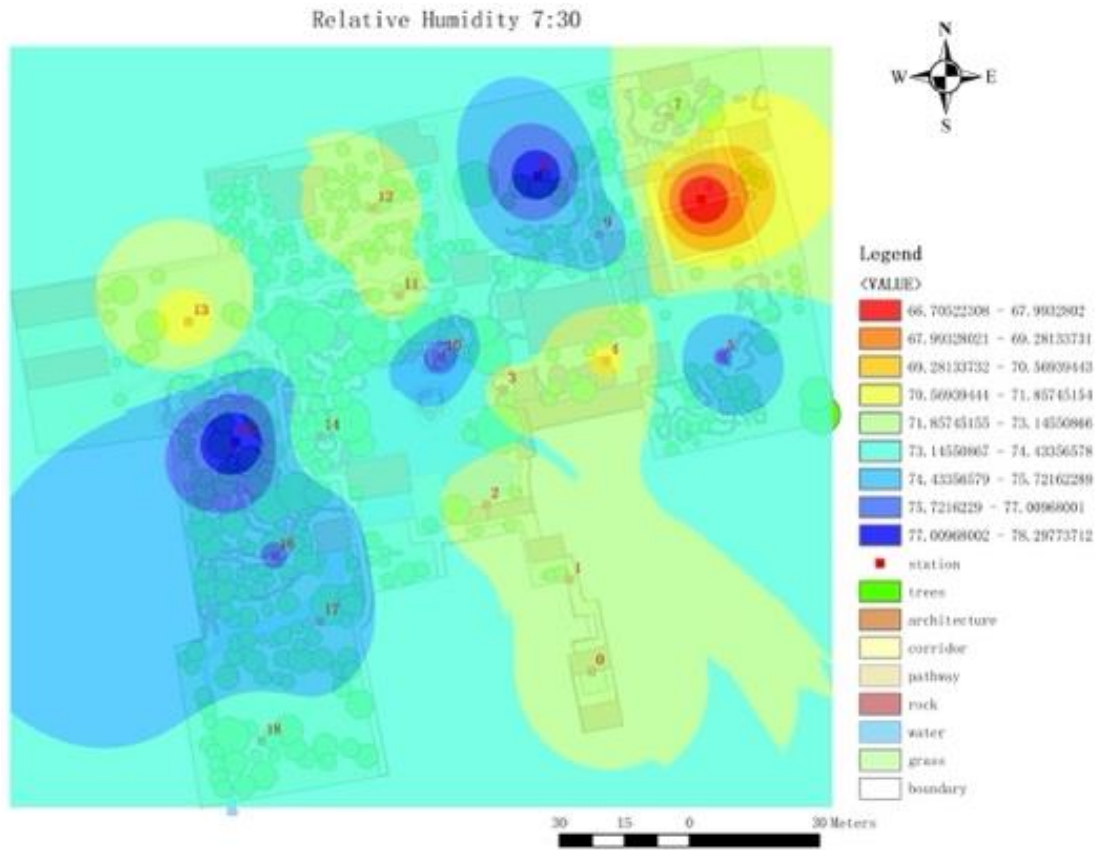 Relative Humidity 7:30
N
W E
S
7
12
9
11
13
10
5
4
3
14
2
16
1
17
0
18
Legend
<VALUE>
66.70522308 - 67.9932802
67.99328021 - 69.28133731
69.28133732 - 70.56939443
70.56939444 - 71.85745154
71.85745155 - 73.14550866
73.14550867 - 74.43356578
74.43356579 - 75.72162289
75.7216229 - 77.00968001
77.00968002 - 78.29773712
station
trees
architecture
corridor
pathway
rock
water
grass
boundary
30 15 0 30 Meters